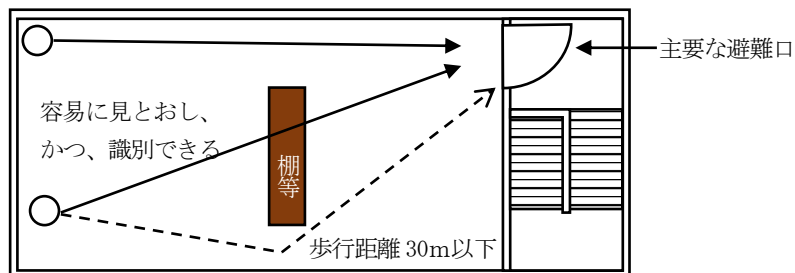 主要な避難口
容易に見とおし、
かつ、識別できる
棚等
歩行距離 30m以下